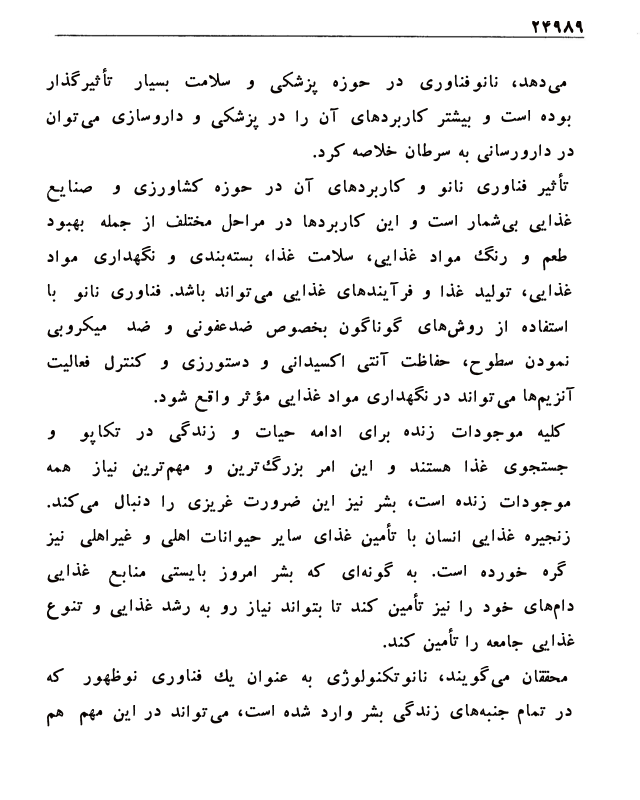 ۲۴۹۸۹
می‌دهد، نانوفناوری در حوزه پزشکی و سلامت بسیار تأثیرگذار
بوده است و بیشتر کاربردهای آن را در پزشکی و داروسازی می‌توان
در دارورسانی به سرطان خلاصه کرد.
تأثیر فناوری نانو و کاربردهای آن در حوزه کشاورزی و صنایع
غذایی بی‌شمار است و این کاربردها در مراحل مختلف از جمله بهبود
طعم و رنگ مواد غذایی، سلامت غذا، بسته‌بندی و نگهداری مواد
غذایی، تولید غذا و فرآیندهای غذایی می‌تواند باشد. فناوری نانو با
استفاده از روش‌های گوناگون بخصوص ضدعفونی و ضد میکروبی
نمودن سطوح، حفاظت آنتی اکسیدانی و دستورزی و کنترل فعالیت
آنزیم‌ها می‌تواند در نگهداری مواد غذایی مؤثر واقع شود.
کلیه موجودات زنده برای ادامه حیات و زندگی در تکاپو و
جستجوی غذا هستند و این امر بزرگ‌ترین و مهم‌ترین نیاز همه
موجودات زنده است، بشر نیز این ضرورت غریزی را دنبال می‌کند.
زنجیره غذایی انسان با تأمین غذای سایر حیوانات اهلی و غیراهلی نیز
گره خورده است. به گونه‌ای که بشر امروز بایستی منابع غذایی
دام‌های خود را نیز تأمین کند تا بتواند نیاز رو به رشد غذایی و تنوع
غذایی جامعه را تأمین کند.
محققان می‌گویند، نانوتکنولوژی به عنوان یك فناوری نوظهور که
در تمام جنبه‌های زندگی بشر وارد شده است، می‌تواند در این مهم هم